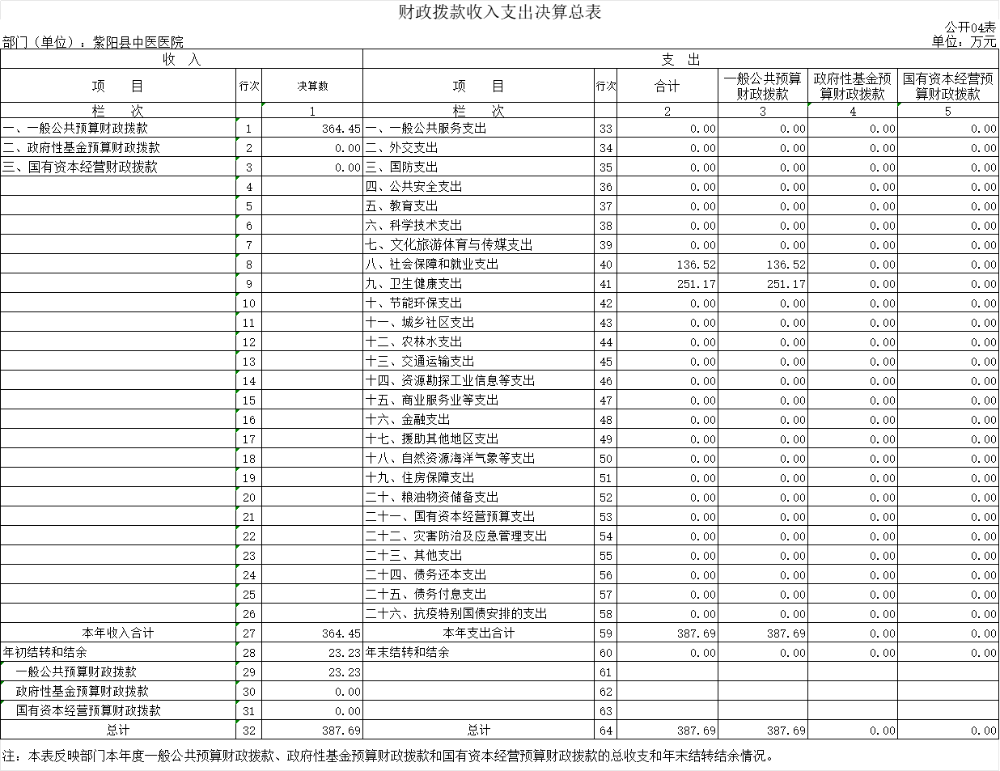 财政拨款收入支出决算总表
公开04表
部门（单位）：紫阳县中医医院 单位：万元
收 入 支 出
项 目 行次 决算数 项 目 行次 合计 一般公共预算财政拨款 政府性基金预算财政拨款 国有资本经营预算财政拨款
栏 次 1 栏 次 2 3 4 5
一、一般公共预算财政拨款 1 364.45 一、一般公共服务支出 33 0.00 0.00 0.00 0.00
二、政府性基金预算财政拨款 2 0.00 二、外交支出 34 0.00 0.00 0.00 0.00
三、国有资本经营财政拨款 3 0.00 三、国防支出 35 0.00 0.00 0.00 0.00
4 四、公共安全支出 36 0.00 0.00 0.00 0.00
5 五、教育支出 37 0.00 0.00 0.00 0.00
6 六、科学技术支出 38 0.00 0.00 0.00 0.00
7 七、文化旅游体育与传媒支出 39 0.00 0.00 0.00 0.00
8 八、社会保障和就业支出 40 136.52 136.52 0.00 0.00
9 九、卫生健康支出 41 251.17 251.17 0.00 0.00
10 十、节能环保支出 42 0.00 0.00 0.00 0.00
11 十一、城乡社区支出 43 0.00 0.00 0.00 0.00
12 十二、农林水支出 44 0.00 0.00 0.00 0.00
13 十三、交通运输支出 45 0.00 0.00 0.00 0.00
14 十四、资源勘探工业信息等支出 46 0.00 0.00 0.00 0.00
15 十五、商业服务业等支出 47 0.00 0.00 0.00 0.00
16 十六、金融支出 48 0.00 0.00 0.00 0.00
17 十七、援助其他地区支出 49 0.00 0.00 0.00 0.00
18 十八、自然资源海洋气象等支出 50 0.00 0.00 0.00 0.00
19 十九、住房保障支出 51 0.00 0.00 0.00 0.00
20 二十、粮油物资储备支出 52 0.00 0.00 0.00 0.00
21 二十一、国有资本经营预算支出 53 0.00 0.00 0.00 0.00
22 二十二、灾害防治及应急管理支出 54 0.00 0.00 0.00 0.00
23 二十三、其他支出 55 0.00 0.00 0.00 0.00
24 二十四、债务还本支出 56 0.00 0.00 0.00 0.00
25 二十五、债务付息支出 57 0.00 0.00 0.00 0.00
26 二十六、抗疫特别国债安排的支出 58 0.00 0.00 0.00 0.00
本年收入合计 27 364.45 本年支出合计 59 387.69 387.69 0.00 0.00
年初结转和结余 28 23.23 年末结转和结余 60 0.00 0.00 0.00 0.00
一般公共预算财政拨款 29 23.23 61
政府性基金预算财政拨款 30 0.00 62
国有资本经营预算财政拨款 31 0.00 63
总计 32 387.69 总计 64 387.69 387.69 0.00 0.00
注：本表反映部门本年度一般公共预算财政拨款、政府性基金预算财政拨款和国有资本经营预算财政拨款的总收支和年末结转结余情况。